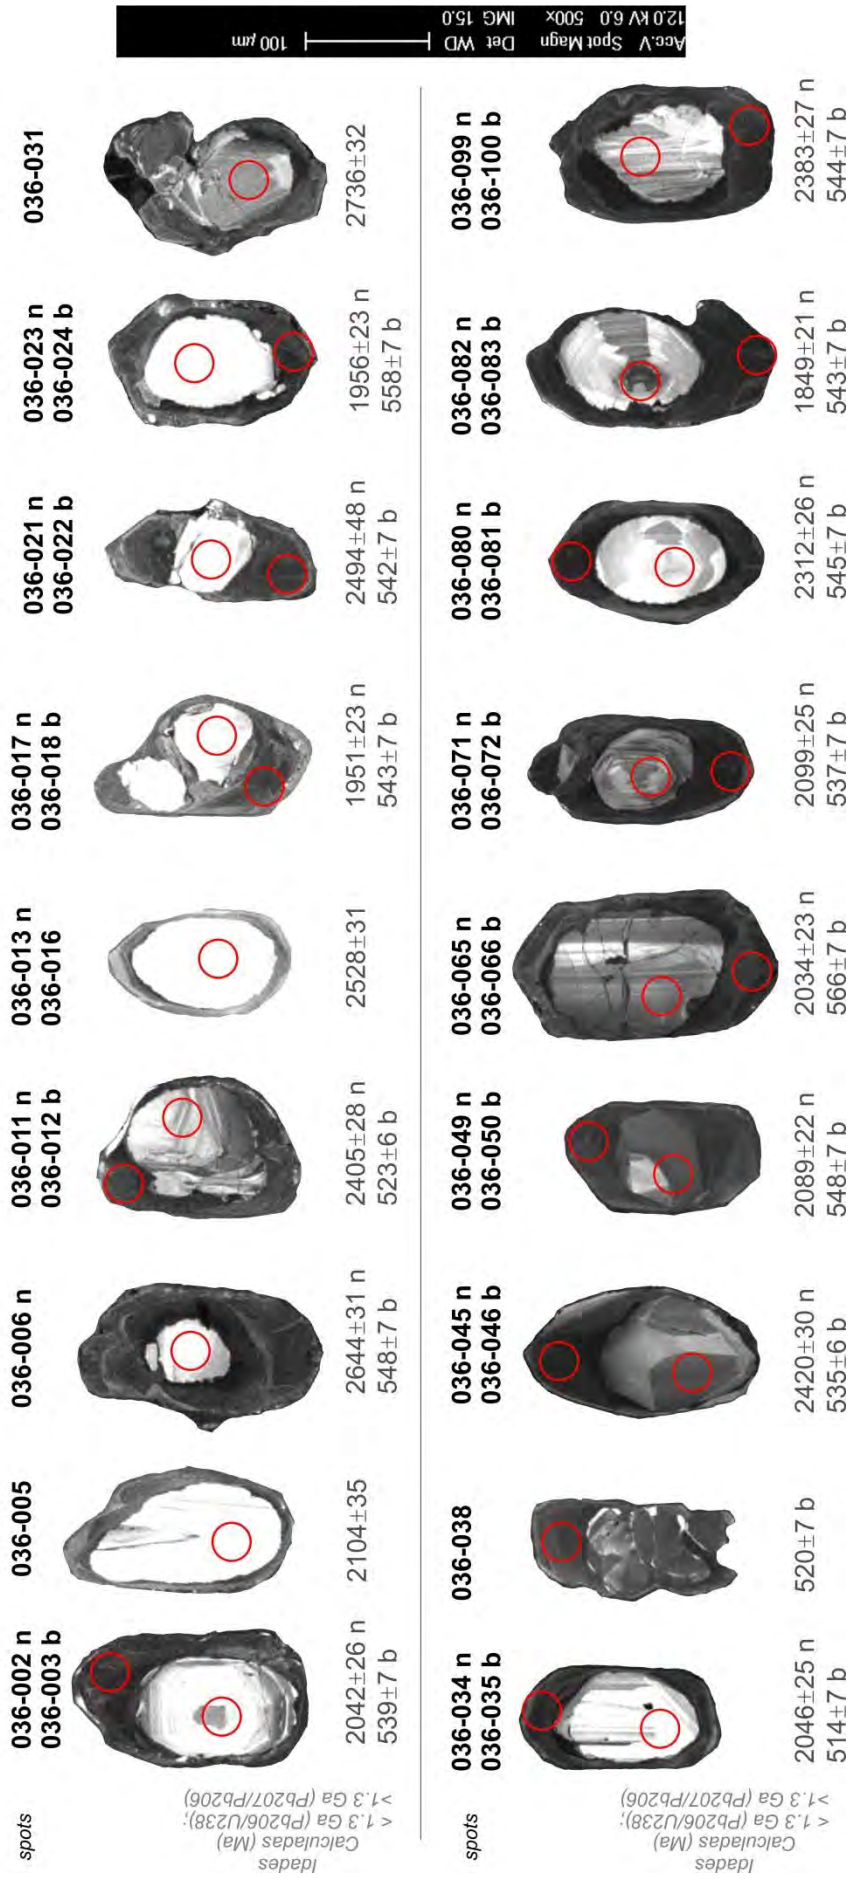 spots
Idades
Calculadas (Ma)
< 1.3 Ga (Pb206/U238);
>1.3 Ga (Pb207/Pb206)
036-002 n
036-003 b
2042±26 n
539±7 b
036-005
2104±35
036-006 n
2644±31 n
548±7 b
036-011 n
036-012 b
2405±28 n
523±6 b
036-013 n
036-016
2528±31
036-017 n
036-018 b
1951±23 n
543±7 b
036-021 n
036-022 b
2494±48 n
542±7 b
036-023 n
036-024 b
1956±23 n
558±7 b
036-031
2736±32
Acc.V Spot Magn Det WD
12.0 kV 6.0 500x IMG 15.0
100 µm
spots
Idades
Calculadas (Ma)
< 1.3 Ga (Pb206/U238);
>1.3 Ga (Pb207/Pb206)
036-034 n
036-035 b
2046±25 n
514±7 b
036-038
520±7 b
036-045 n
036-046 b
2420±30 n
535±6 b
036-049 n
036-050 b
2089±22 n
548±7 b
036-065 n
036-066 b
2034±23 n
566±7 b
036-071 n
036-072 b
2099±25 n
537±7 b
036-080 n
036-081 b
2312±26 n
545±7 b
036-082 n
036-083 b
1849±21 n
543±7 b
036-099 n
036-100 b
2383±27 n
544±7 b